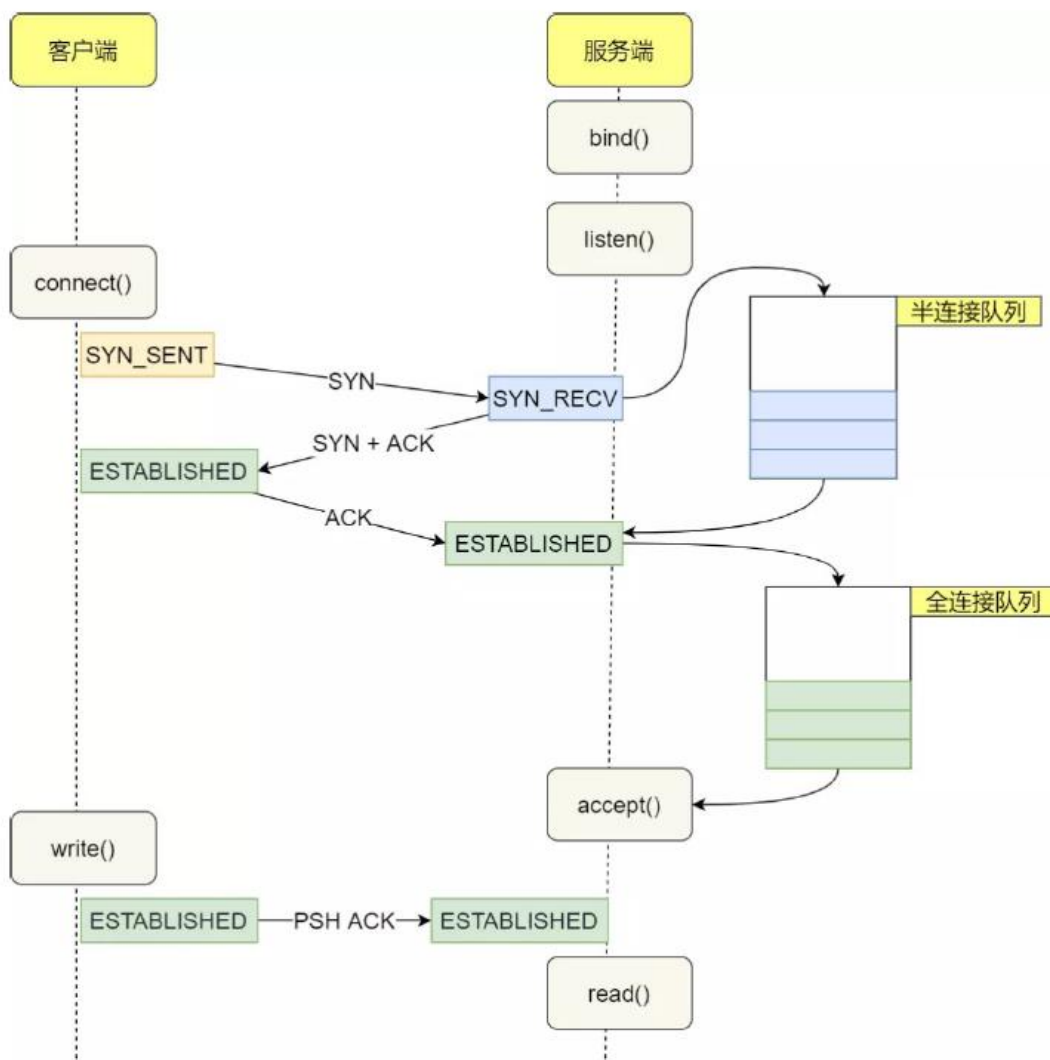 客户端
服务端
bind()
listen()
connect()
半连接队列
SYN_SENT
SYN
SYN_RECV
SYN + ACK
ESTABLISHED
ACK
ESTABLISHED
全连接队列
accept()
write()
ESTABLISHED
PSH ACK
ESTABLISHED
read()